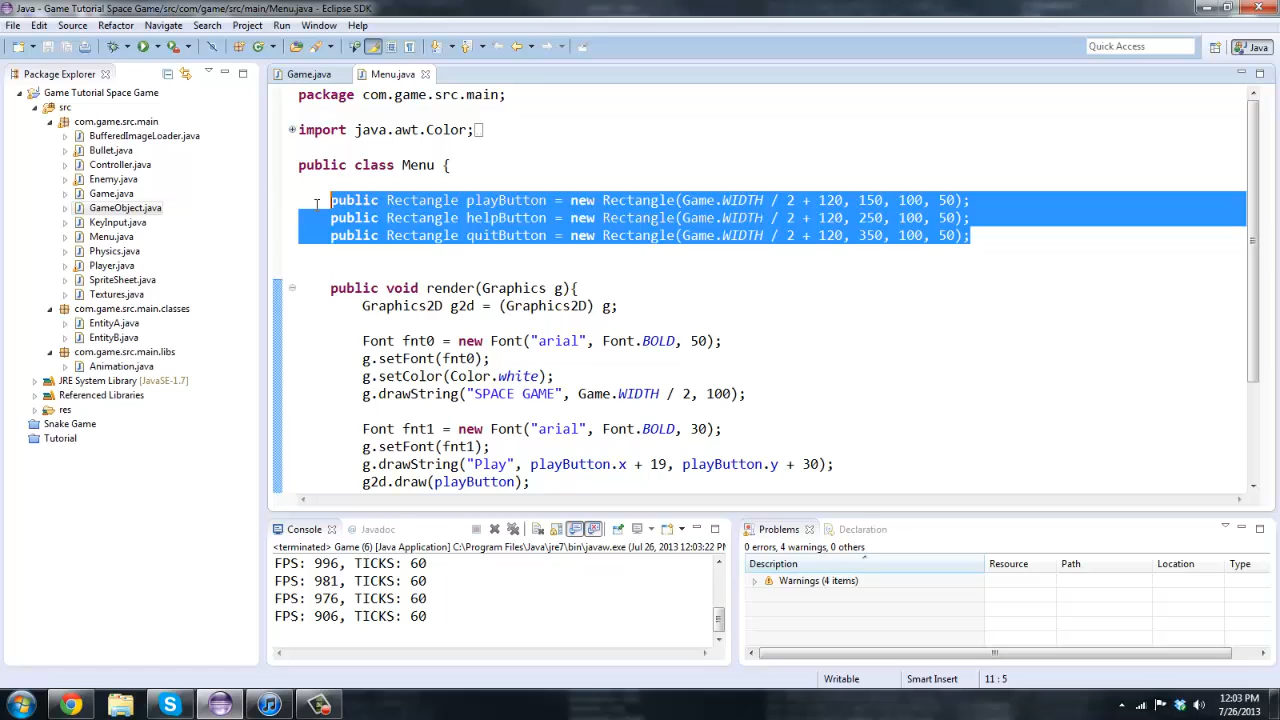 Java - Game Tutorial Space Game/src/com/game/src/main/Menu.java - Eclipse SDK
File Edit Source Refactor Navigate Search Project Run Window Help
Quick Access
Java
Package Explorer
Game Tutorial Space Game
src
com.game.src.main
BufferedImageLoader.java
Bullet.java
Controller.java
Enemy.java
Game.java
GameObject.java
KeyInput.java
Menu.java
Physics.java
Player.java
SpriteSheet.java
Textures.java
com.game.src.main.classes
EntityA.java
EntityB.java
com.game.src.main.libs
Animation.java
JRE System Library [JavaSE-1.7]
Referenced Libraries
res
Snake Game
Tutorial
Game.java Menu.java
package com.game.src.main;
import java.awt.Color;
public class Menu {
public Rectangle playButton = new Rectangle(Game.WIDTH / 2 + 120, 150, 100, 50);
public Rectangle helpButton = new Rectangle(Game.WIDTH / 2 + 120, 250, 100, 50);
public Rectangle quitButton = new Rectangle(Game.WIDTH / 2 + 120, 350, 100, 50);
public void render(Graphics g){
Graphics2D g2d = (Graphics2D) g;
Font fnt0 = new Font("arial", Font.BOLD, 50);
g.setFont(fnt0);
g.setColor(Color.white);
g.drawString("SPACE GAME", Game.WIDTH / 2, 100);
Font fnt1 = new Font("arial", Font.BOLD, 30);
g.setFont(fnt1);
g.drawString("Play", playButton.x + 19, playButton.y + 30);
g2d.draw(playButton);
Console Javadoc
<terminated> Game (6) [Java Application] C:\Program Files\Java\jre7\bin\javaw.exe (Jul 26, 2013 12:03:22 PM)
FPS: 996, TICKS: 60
FPS: 981, TICKS: 60
FPS: 976, TICKS: 60
FPS: 906, TICKS: 60
Problems Declaration
0 errors, 4 warnings, 0 others
Description Resource Path Location Type
Warnings (4 items)
Writable Smart Insert 11 : 5
12:03 PM
7/26/2013